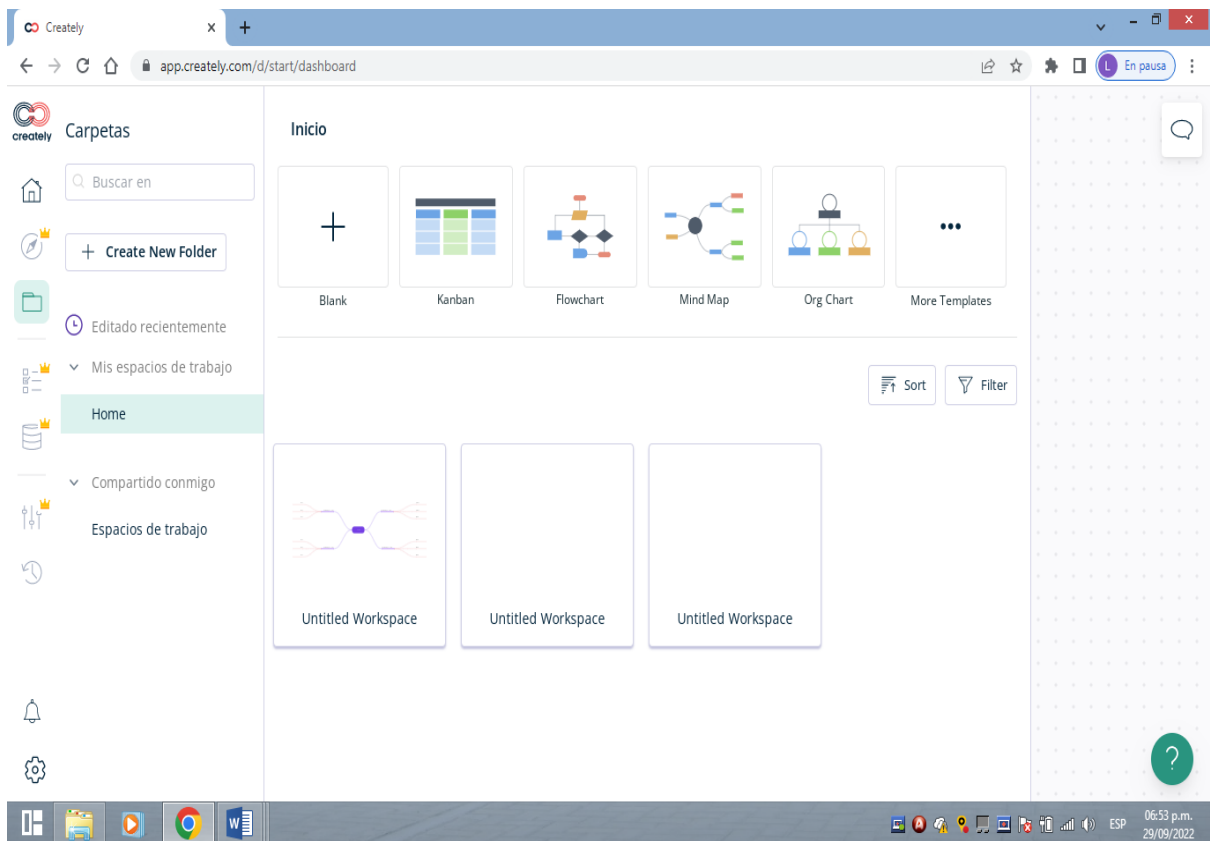 Creately
app.creately.com/d/start/dashboard
L En pausa
creately
Carpetas
Buscar en
Create New Folder
Editado recientemente
Mis espacios de trabajo
Home
Compartido conmigo
Espacios de trabajo
Inicio
Blank
Kanban
Flowchart
Mind Map
Org Chart
More Templates
Sort
Filter
Untitled Workspace
Untitled Workspace
Untitled Workspace
?
ESP
06:53 p.m.
29/09/2022